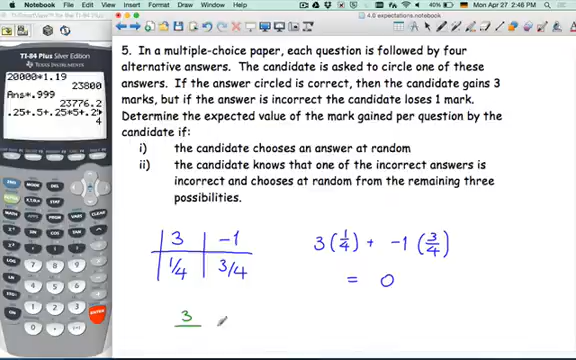 Notebook File Edit View Insert Format Tools Window Help
40% Mon Apr 27 2:46 PM
TI-84 Plus Silver Edition
TEXAS INSTRUMENTS
4.0 expectations.notebook
20000*1.19
23800
Ans*.999
23776.2
.25+.5+.25*5+.2
4
5. In a multiple-choice paper, each question is followed by four
alternative answers. The candidate is asked to circle one of these
answers. If the answer circled is correct, then the candidate gains 3
marks, but if the answer is incorrect the candidate loses 1 mark.
Determine the expected value of the mark gained per question by the
candidate if:
i) the candidate chooses an answer at random
ii) the candidate knows that one of the incorrect answers is
incorrect and chooses at random from the remaining three
possibilities.
3 -1
1/4 3/4
3(1/4) + -1(3/4)
= 0
3